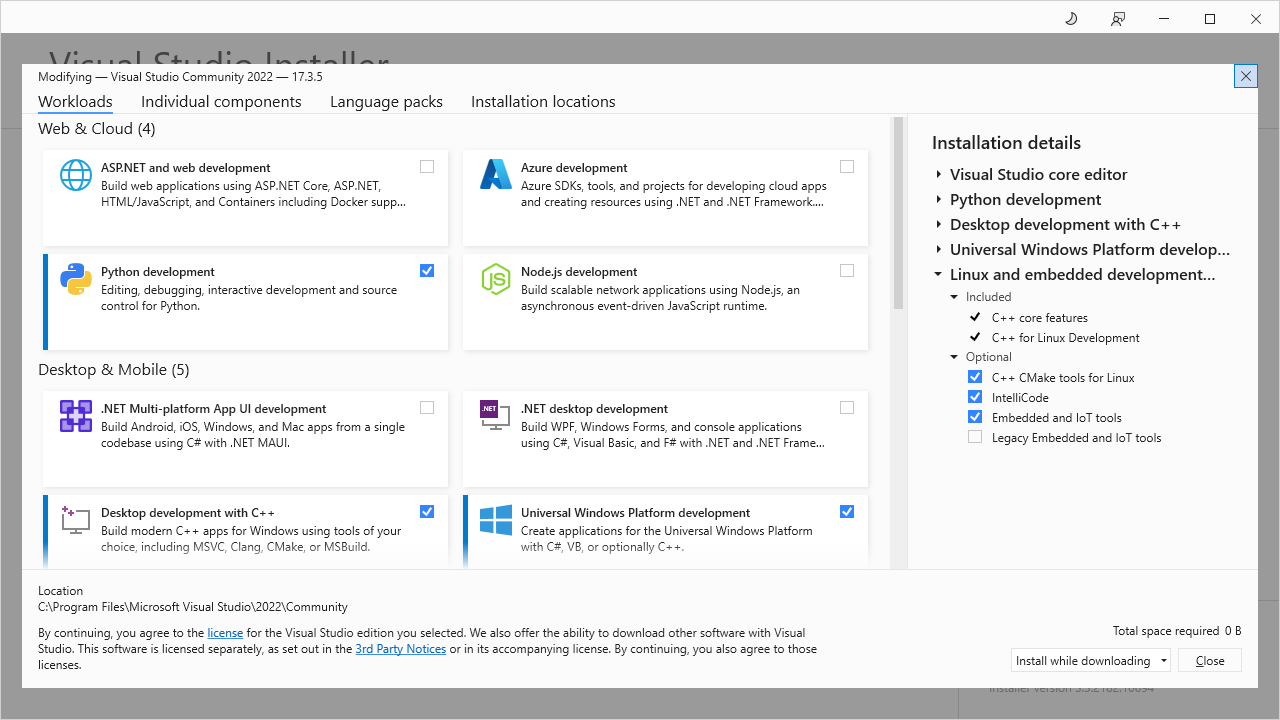 Visual Studio Installer
Modifying — Visual Studio Community 2022 — 17.3.5
Workloads
Individual components
Language packs
Installation locations
Web & Cloud (4)
ASP.NET and web development
Build web applications using ASP.NET Core, ASP.NET,
HTML/JavaScript, and Containers including Docker supp...
Azure development
Azure SDKs, tools, and projects for developing cloud apps
and creating resources using .NET and .NET Framework....
Python development
Editing, debugging, interactive development and source
control for Python.
Node.js development
Build scalable network applications using Node.js, an
asynchronous event-driven JavaScript runtime.
Desktop & Mobile (5)
.NET Multi-platform App UI development
Build Android, iOS, Windows, and Mac apps from a single
codebase using C# with .NET MAUI.
.NET
.NET desktop development
Build WPF, Windows Forms, and console applications
using C#, Visual Basic, and F# with .NET and .NET Frame...
Desktop development with C++
Build modern C++ apps for Windows using tools of your
choice, including MSVC, Clang, CMake, or MSBuild.
Universal Windows Platform development
Create applications for the Universal Windows Platform
with C#, VB, or optionally C++.
Installation details
Visual Studio core editor
Python development
Desktop development with C++
Universal Windows Platform develop...
Linux and embedded development...
Included
C++ core features
C++ for Linux Development
Optional
C++ CMake tools for Linux
IntelliCode
Embedded and IoT tools
Legacy Embedded and IoT tools
Location
C:\Program Files\Microsoft Visual Studio\2022\Community
By continuing, you agree to the license for the Visual Studio edition you selected. We also offer the ability to download other software with Visual
Studio. This software is licensed separately, as set out in the 3rd Party Notices or in its accompanying license. By continuing, you also agree to those
licenses.
Total space required 0 B
Install while downloading
Close
Installer version